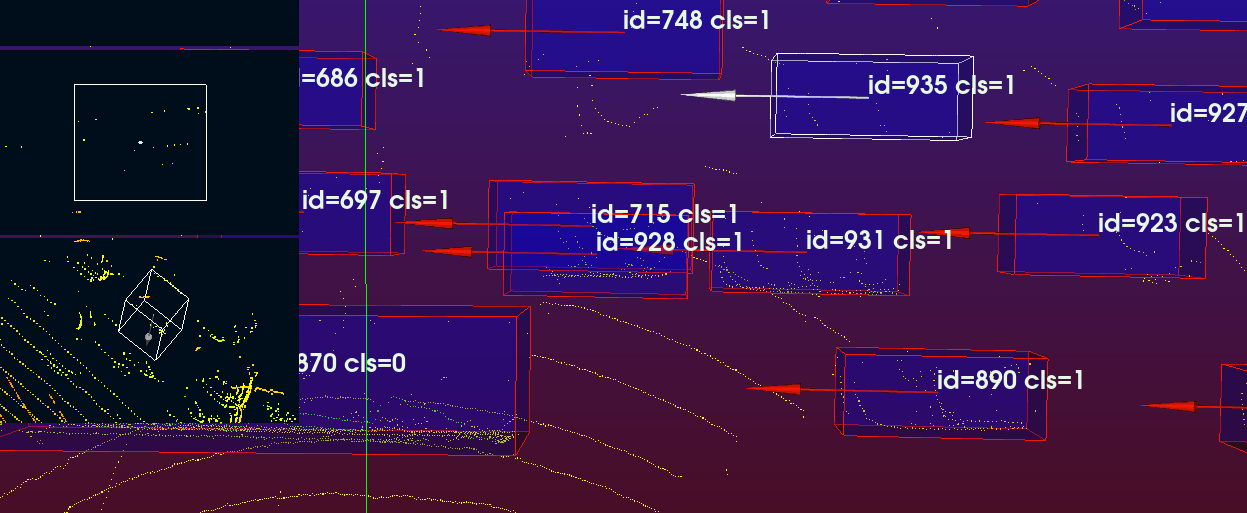 id=748 cls=1
=686 cls=1
id=935 cls=1
id=927
id=697 cls=1
id=715 cls=1
id=928 cls=1
id=931 cls=1
id=923 cls=1
870 cls=0
id=890 cls=1